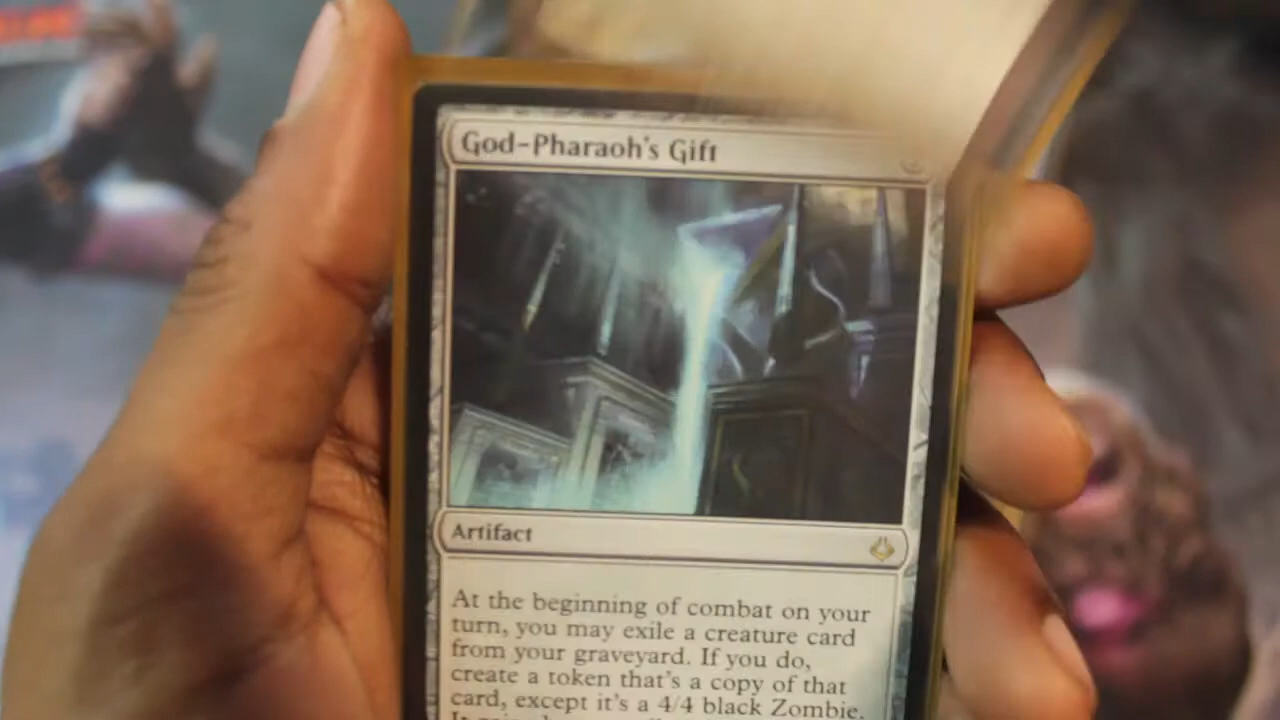 God-Pharaoh's Gift
Artifact
At the beginning of combat on your
turn, you may exile a creature card
from your graveyard. If you do,
create a token that's a copy of that
card, except it's a 4/4 black Zombie.